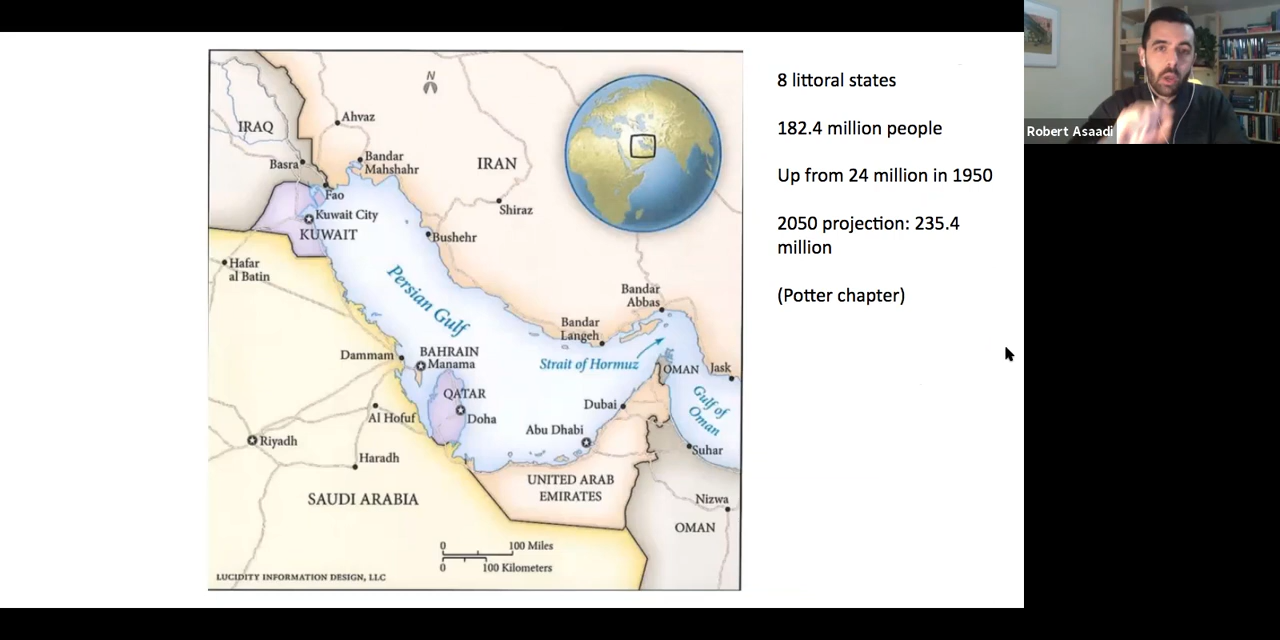 N
IRAQ
Ahvaz
Basra
Bandar
Mahshahr
IRAN
Fao
Kuwait City
KUWAIT
Shiraz
Bushehr
Hafar
al Batin
Persian Gulf
Bandar
Abbas
Bandar
Langeh
Strait of Hormuz
Dammam
BAHRAIN
Manama
OMAN
Jask
QATAR
Doha
Al Hofuf
Dubai
Gulf of
Oman
Abu Dhabi
Riyadh
Haradh
Suhar
SAUDI ARABIA
UNITED ARAB
EMIRATES
Nizwa
OMAN
0 100 Miles
0 100 Kilometers
LUCIDITY INFORMATION DESIGN, LLC
8 littoral states
182.4 million people
Up from 24 million in 1950
2050 projection: 235.4
million
(Potter chapter)
Robert Asaadi